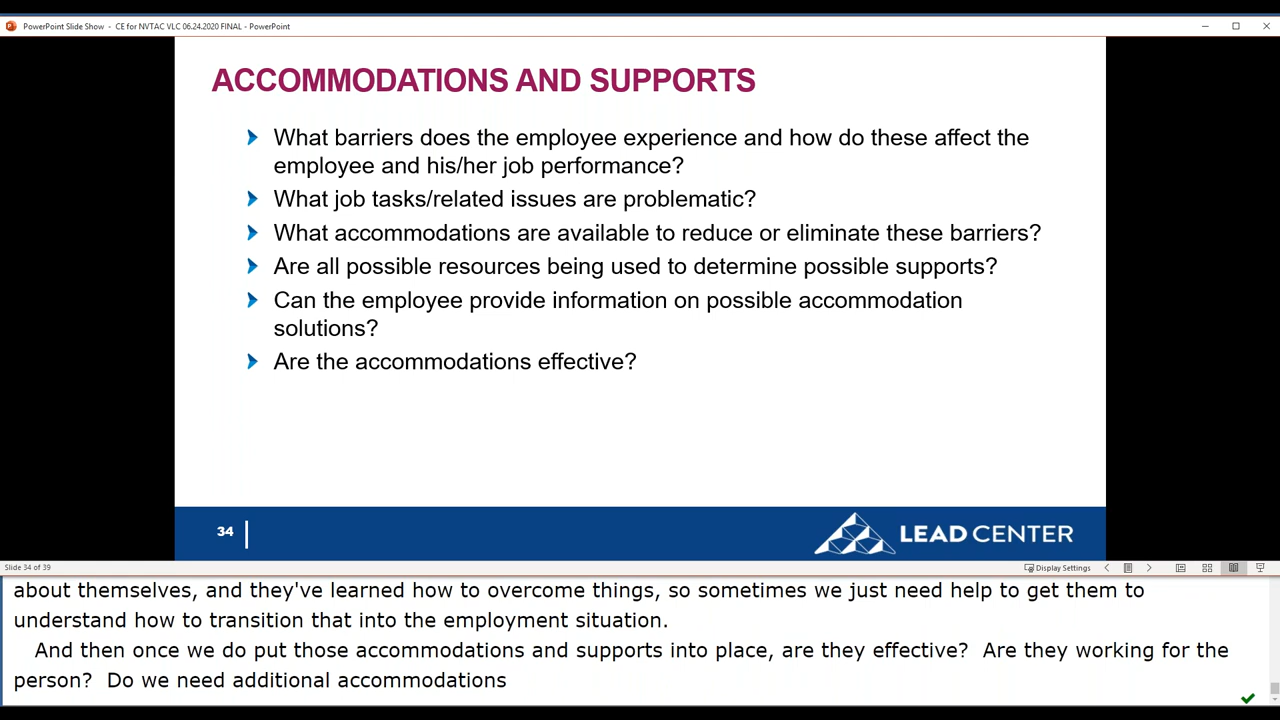 PowerPoint Slide Show - CE for NVTAC VLC 06.24.2020 FINAL - PowerPoint
ACCOMMODATIONS AND SUPPORTS
What barriers does the employee experience and how do these affect the
employee and his/her job performance?
What job tasks/related issues are problematic?
What accommodations are available to reduce or eliminate these barriers?
Are all possible resources being used to determine possible supports?
Can the employee provide information on possible accommodation
solutions?
Are the accommodations effective?
34
LEAD CENTER
Slide 34 of 39
Display Settings
about themselves, and they've learned how to overcome things, so sometimes we just need help to get them to
understand how to transition that into the employment situation.
And then once we do put those accommodations and supports into place, are they effective?  Are they working for the
person?  Do we need additional accommodations